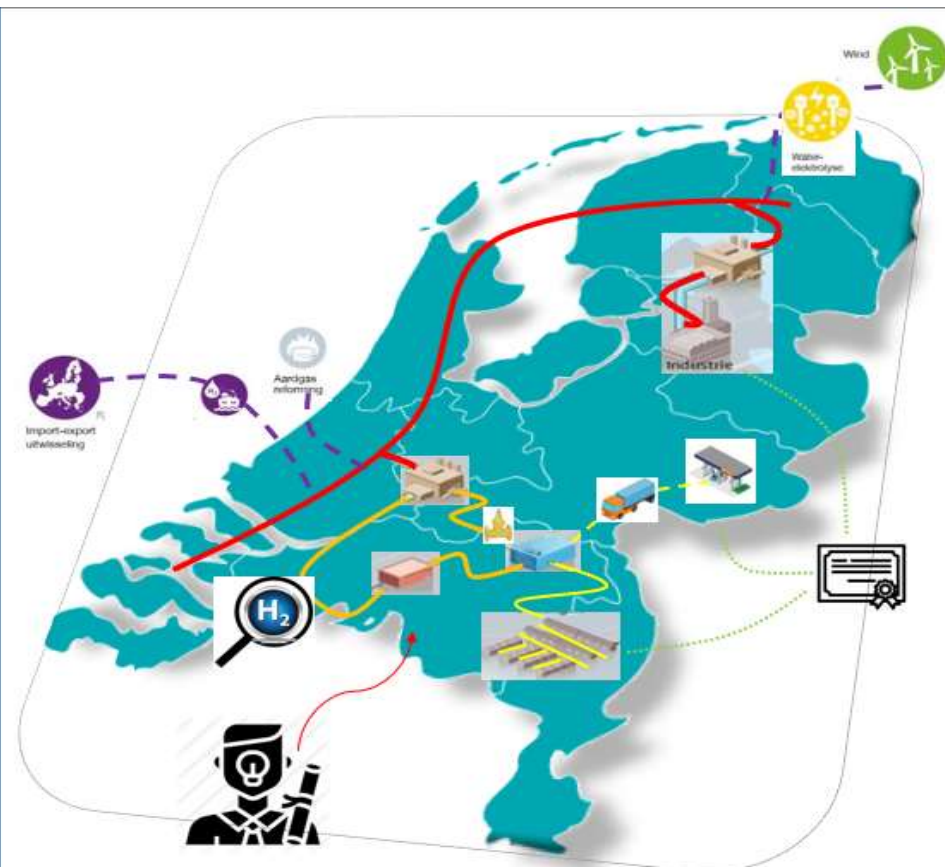 Wind
Water-
elektrolyse
Industrie
Aardgas
reforming
Import-export
uitwisseling
H₂